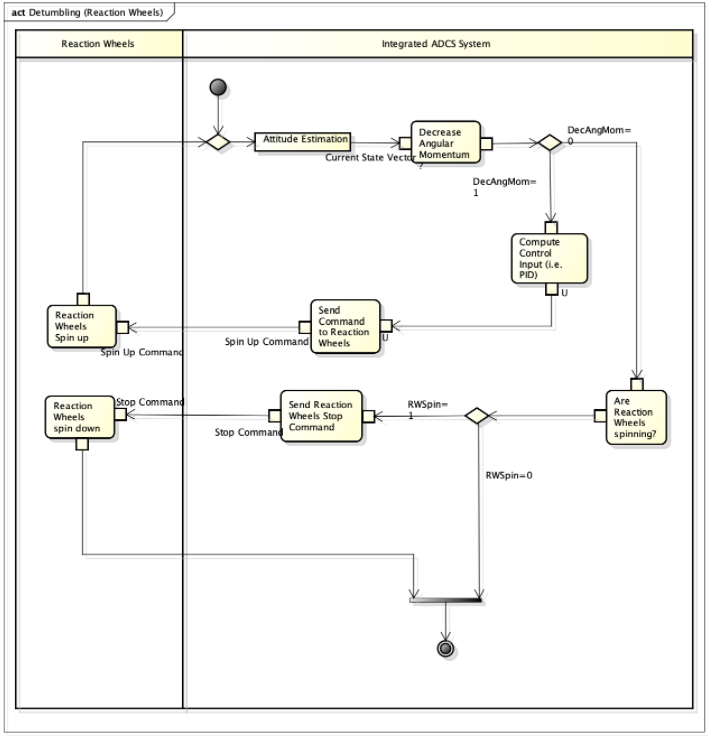 act Detumbling (Reaction Wheels)
Reaction Wheels
Integrated ADCS System
Attitude Estimation
Current State Vector
Decrease
Angular
Momentum
?
DecAngMom=
0
DecAngMom=
1
Compute
Control
Input (i.e.
PID)
U
Send
Command
to Reaction
Wheels
U
Spin Up Command
Reaction
Wheels
Spin up
Spin Up Command
Reaction
Wheels
spin down
Stop Command
Send Reaction
Wheels Stop
Command
Stop Command
RWSpin=
1
Are
Reaction
Wheels
spinning?
RWSpin=0